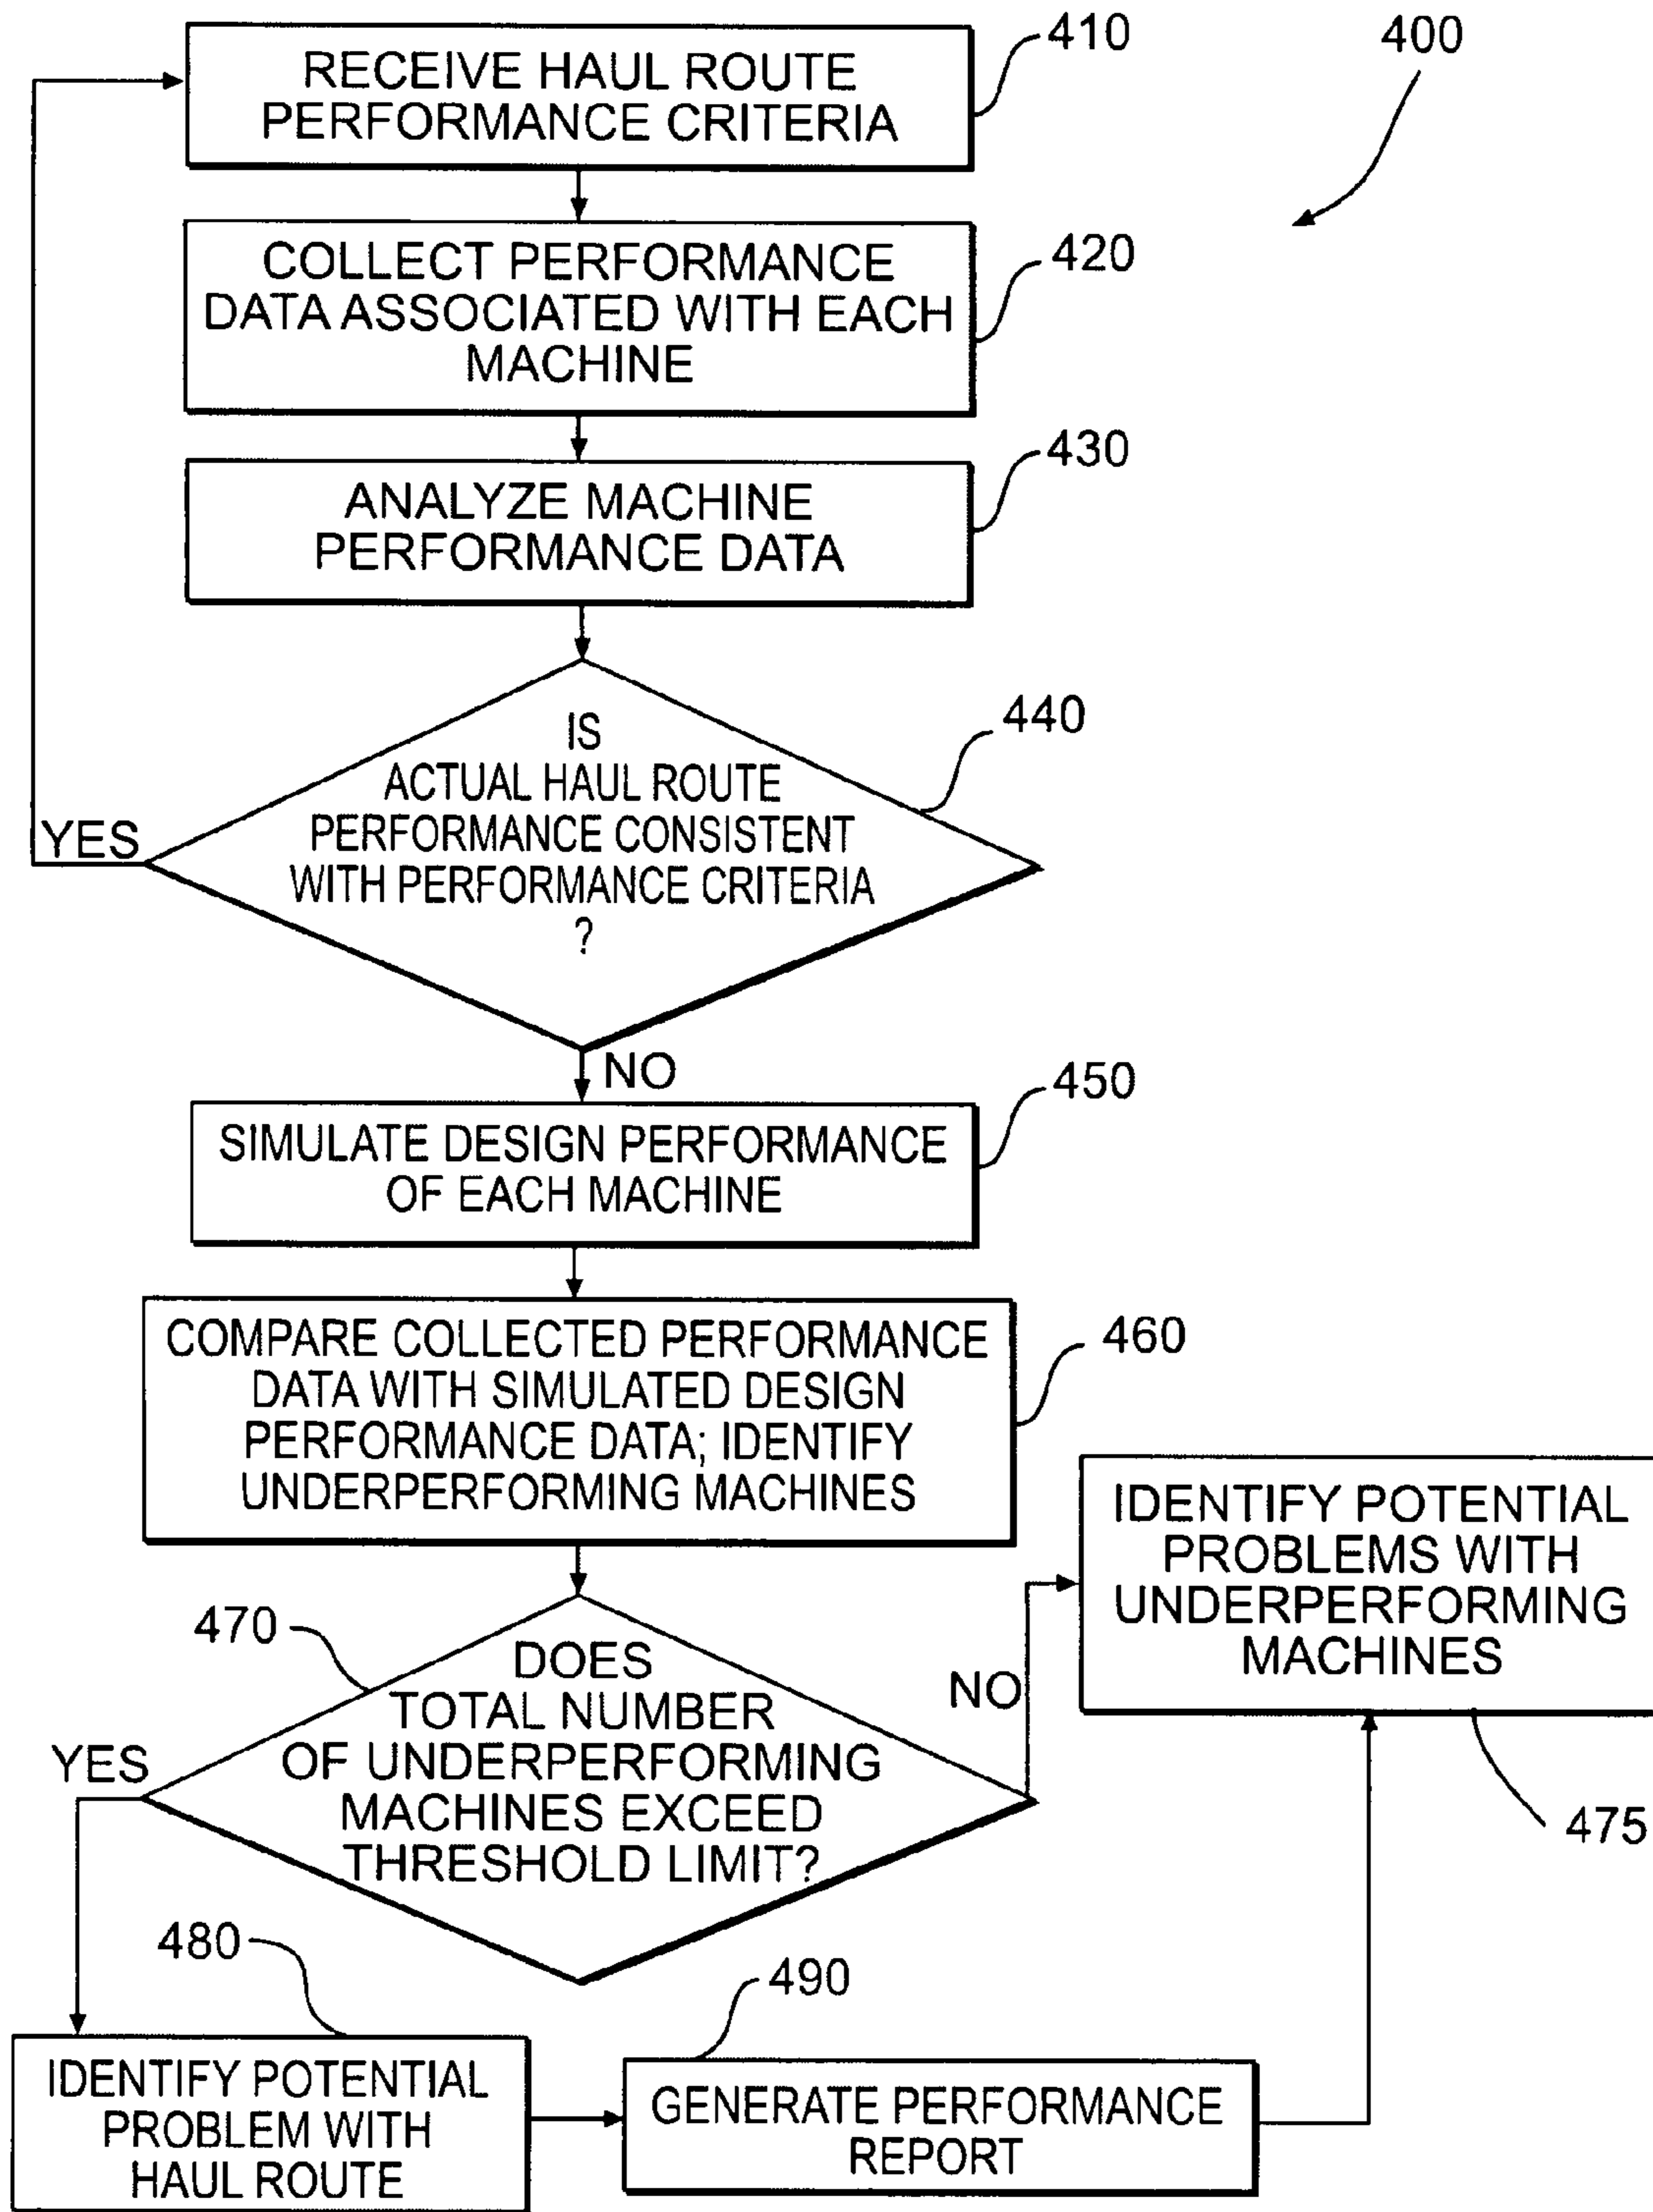 400
410
RECEIVE HAUL ROUTE
PERFORMANCE CRITERIA
420
COLLECT PERFORMANCE
DATA ASSOCIATED WITH EACH
MACHINE
430
ANALYZE MACHINE
PERFORMANCE DATA
440
IS
ACTUAL HAUL ROUTE
PERFORMANCE CONSISTENT
WITH PERFORMANCE CRITERIA
?
YES
NO
450
SIMULATE DESIGN PERFORMANCE
OF EACH MACHINE
460
COMPARE COLLECTED PERFORMANCE
DATA WITH SIMULATED DESIGN
PERFORMANCE DATA; IDENTIFY
UNDERPERFORMING MACHINES
470
DOES
TOTAL NUMBER
OF UNDERPERFORMING
MACHINES EXCEED
THRESHOLD LIMIT?
YES
NO
IDENTIFY POTENTIAL
PROBLEMS WITH
UNDERPERFORMING
MACHINES
475
480
IDENTIFY POTENTIAL
PROBLEM WITH
HAUL ROUTE
490
GENERATE PERFORMANCE
REPORT